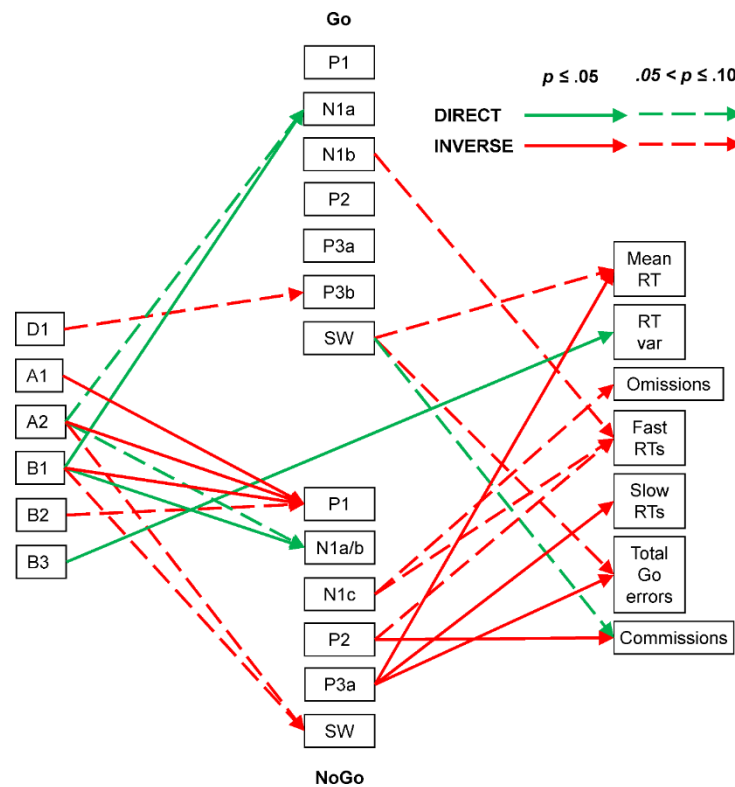 Go
P1
N1a
N1b
P2
P3a
P3b
SW
p ≤ .05
.05 < p ≤ .10
DIRECT
INVERSE
D1
A1
A2
B1
B2
B3
Mean
RT
RT
var
Omissions
Fast
RTs
Slow
RTs
Total
Go
errors
Commissions
P1
N1a/b
N1c
P2
P3a
SW
NoGo